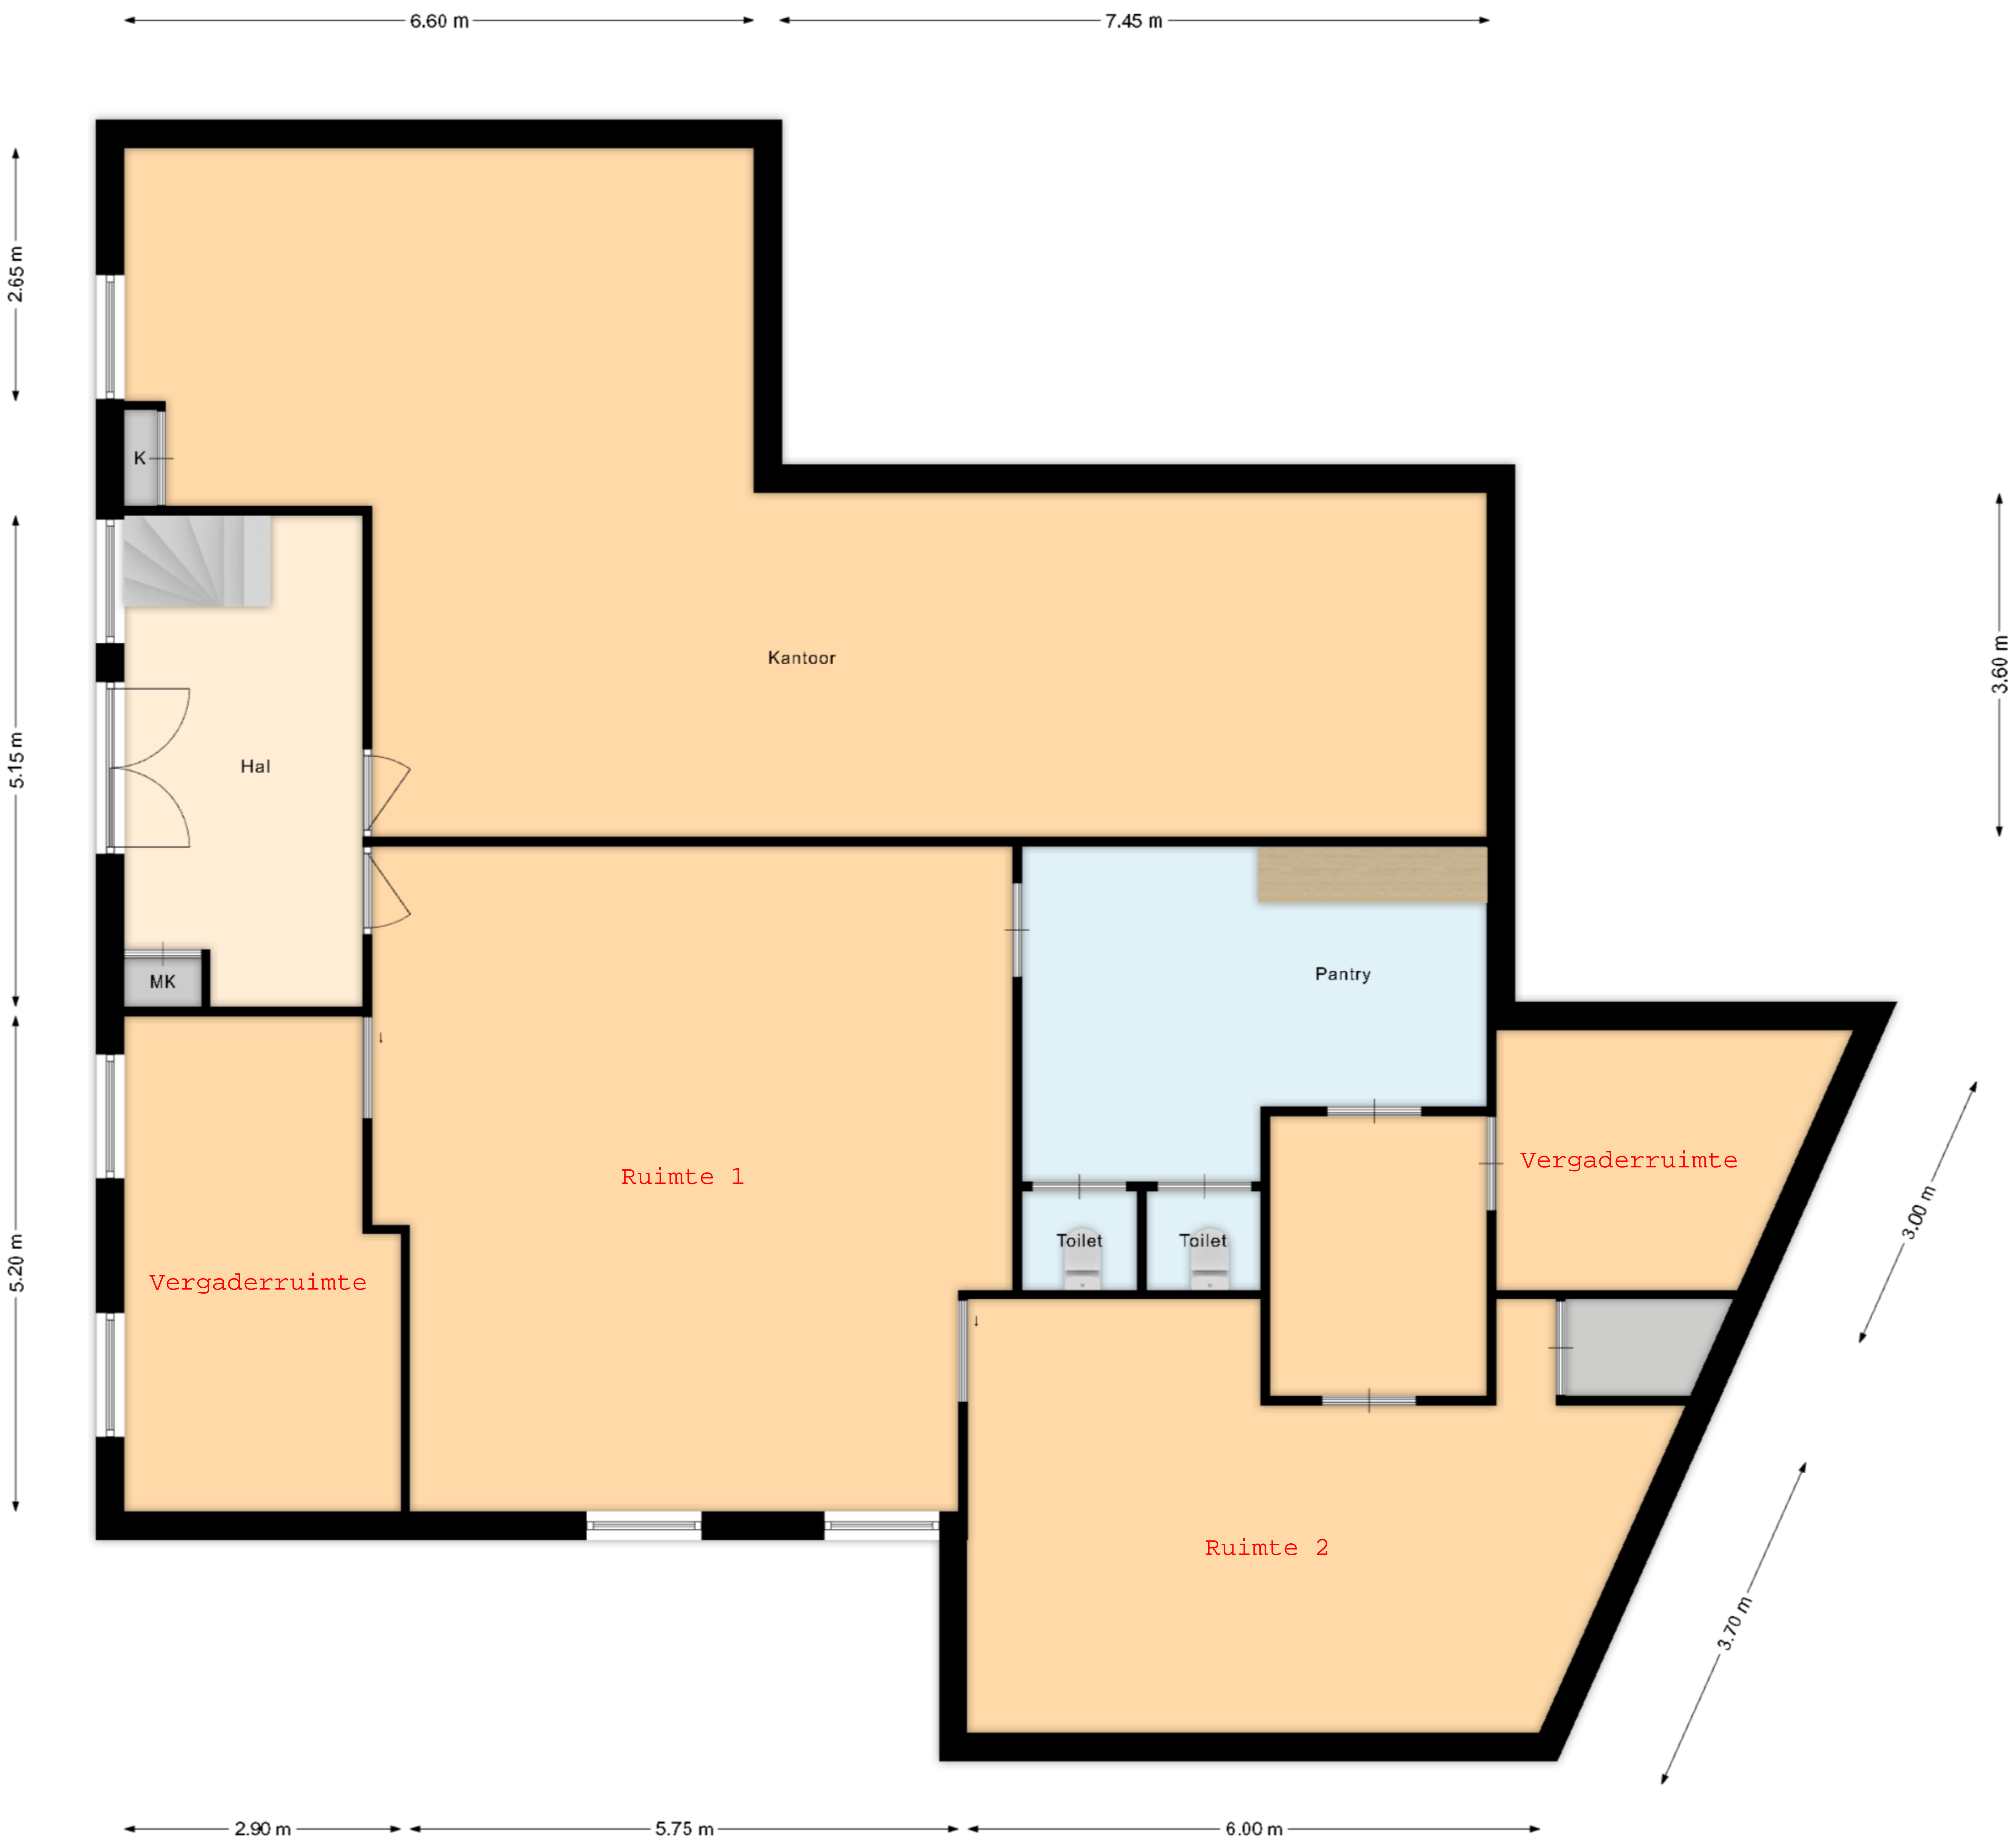 6.60 m
7.45 m
2.65 m
K
3.60 m
Kantoor
5.15 m
Hal
Pantry
MK
Vergaderruimte
Ruimte 1
3.00 m
Toilet
Toilet
5.20 m
Vergaderruimte
Ruimte 2
3.70 m
2.90 m
5.75 m
6.00 m